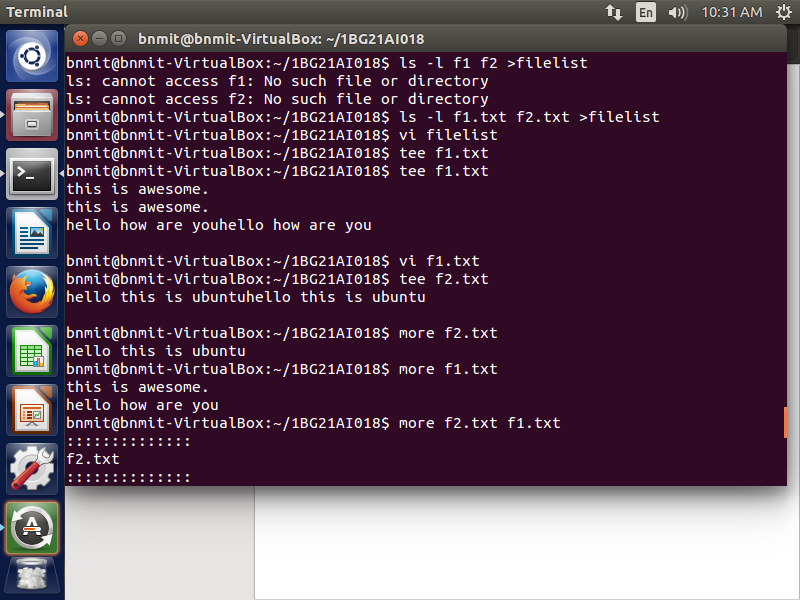 Terminal
En
10:31 AM
bnmit@bnmit-VirtualBox: ~/1BG21AI018
bnmit@bnmit-VirtualBox:~/1BG21AI018$ ls -l f1 f2 >filelist
ls: cannot access f1: No such file or directory
ls: cannot access f2: No such file or directory
bnmit@bnmit-VirtualBox:~/1BG21AI018$ ls -l f1.txt f2.txt >filelist
bnmit@bnmit-VirtualBox:~/1BG21AI018$ vi filelist
bnmit@bnmit-VirtualBox:~/1BG21AI018$ tee f1.txt
bnmit@bnmit-VirtualBox:~/1BG21AI018$ tee f1.txt
this is awesome.
this is awesome.
hello how are youhello how are you
bnmit@bnmit-VirtualBox:~/1BG21AI018$ vi f1.txt
bnmit@bnmit-VirtualBox:~/1BG21AI018$ tee f2.txt
hello this is ubuntuhello this is ubuntu
bnmit@bnmit-VirtualBox:~/1BG21AI018$ more f2.txt
hello this is ubuntu
bnmit@bnmit-VirtualBox:~/1BG21AI018$ more f1.txt
this is awesome.
hello how are you
bnmit@bnmit-VirtualBox:~/1BG21AI018$ more f2.txt f1.txt
::::::::::::::
f2.txt
::::::::::::::